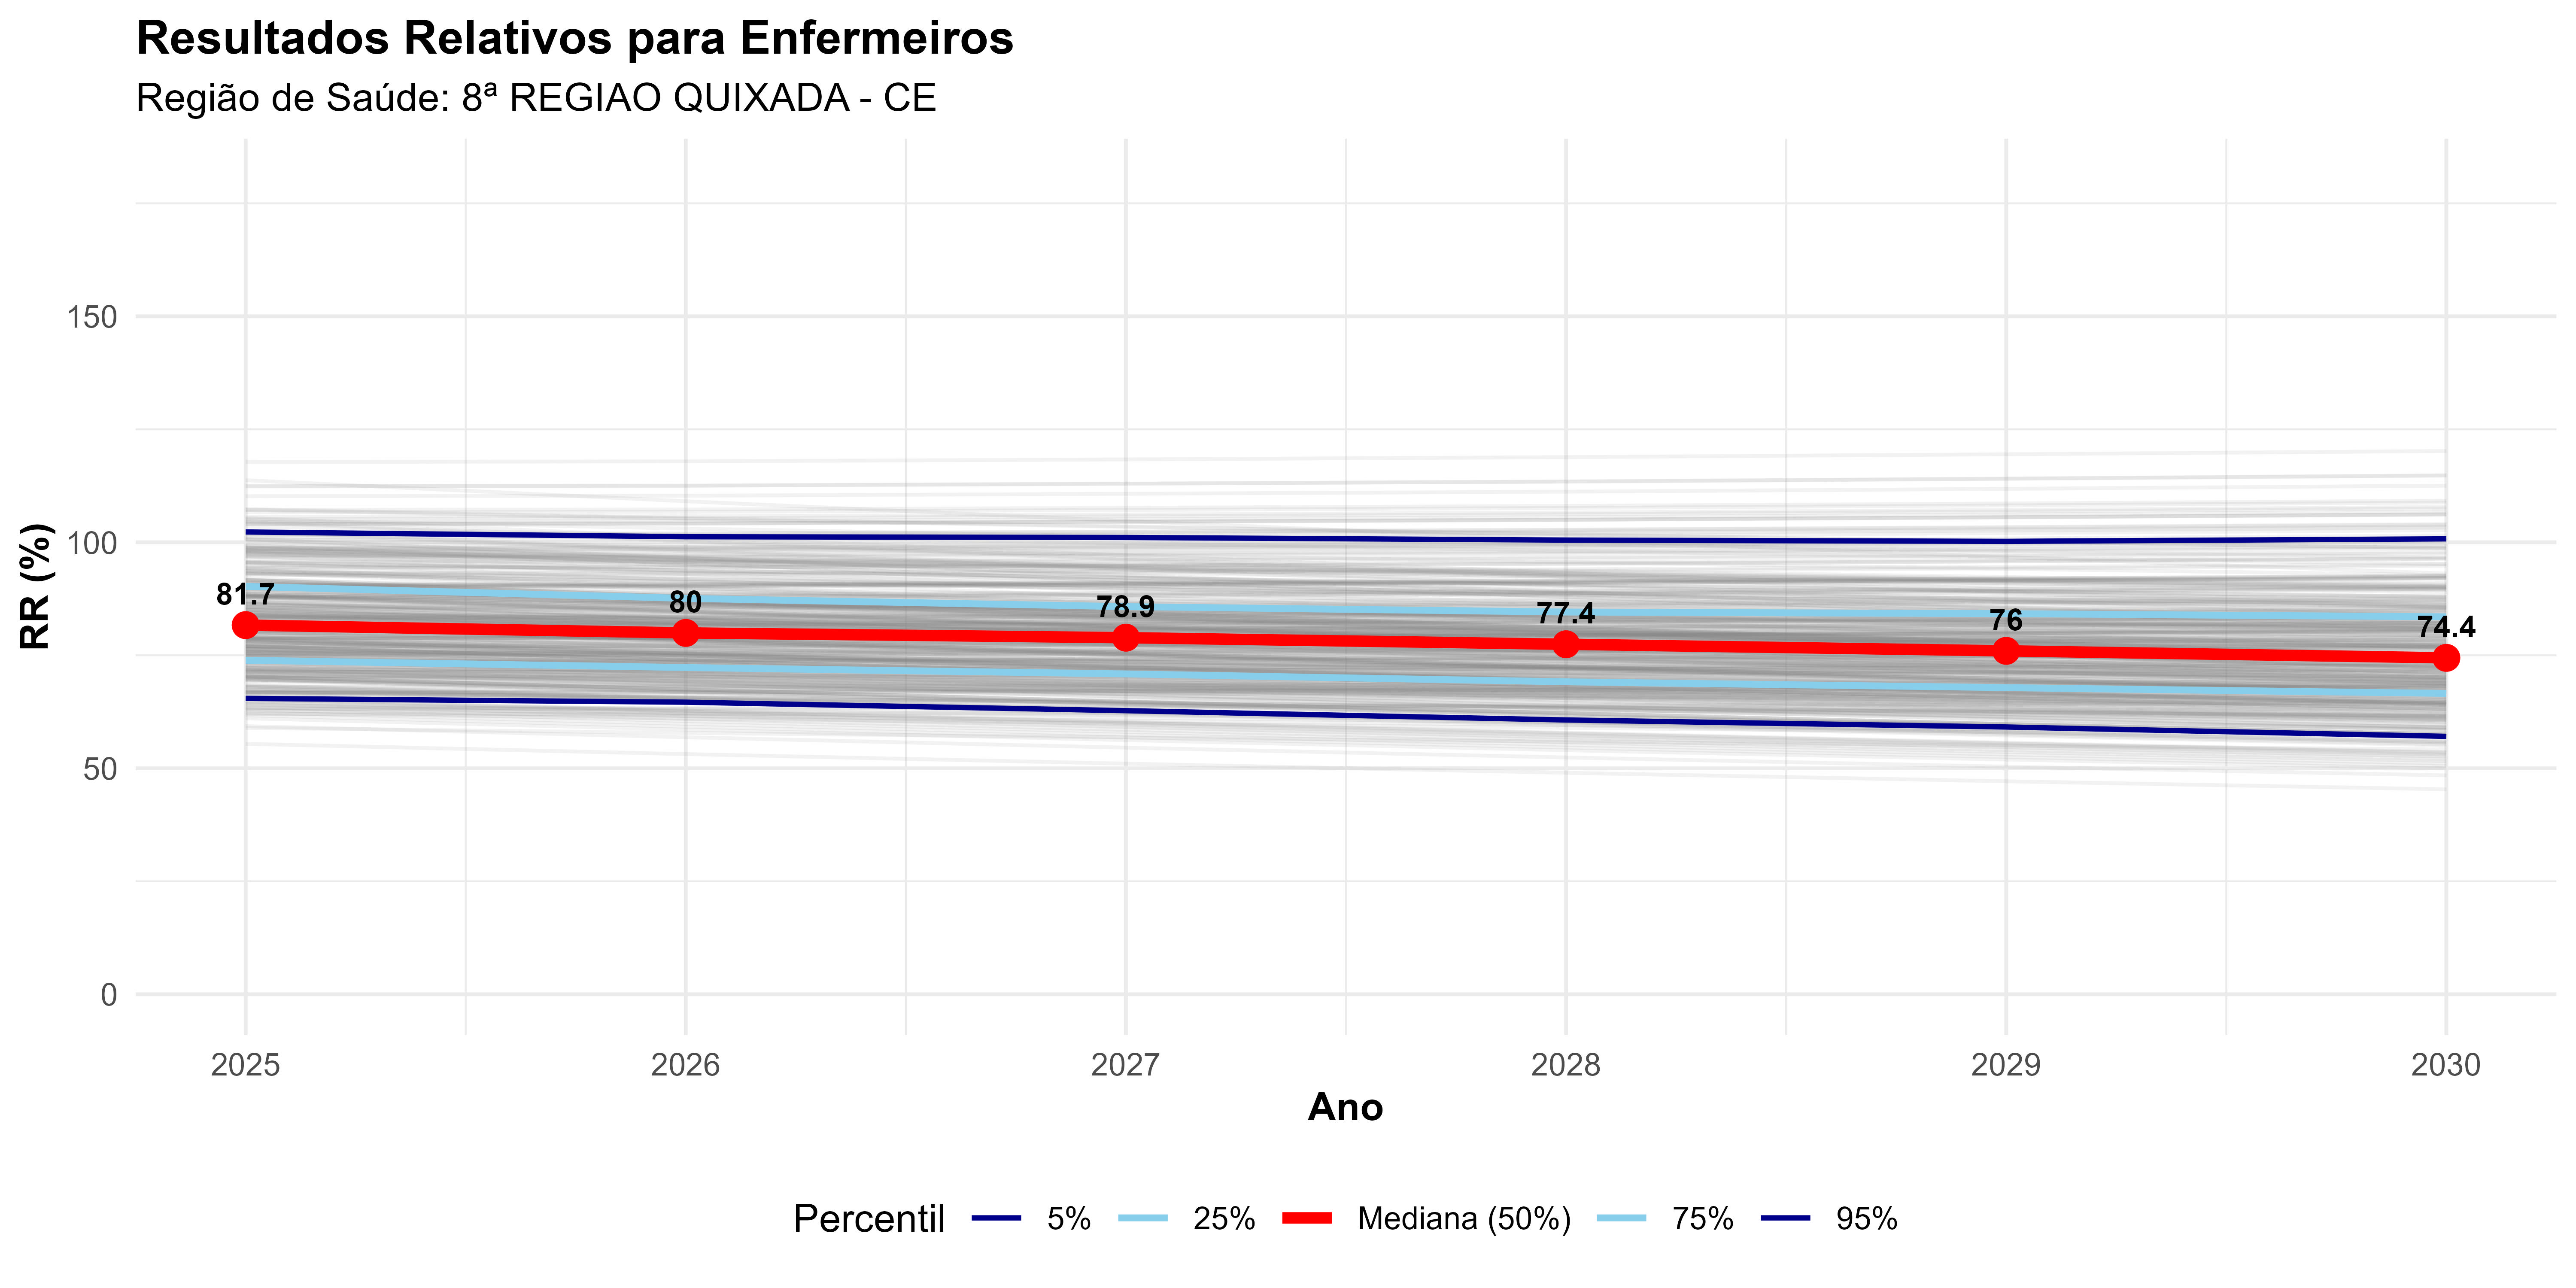 Resultados Relativos para Enfermeiros
Região de Saúde: 8ª REGIAO QUIXADA - CE
RR (%)
150
100
50
0
81.7
80
78.9
77.4
76
74.4
2025 2026 2027 2028 2029 2030
Ano
Percentil 5% 25% Mediana (50%) 75% 95%